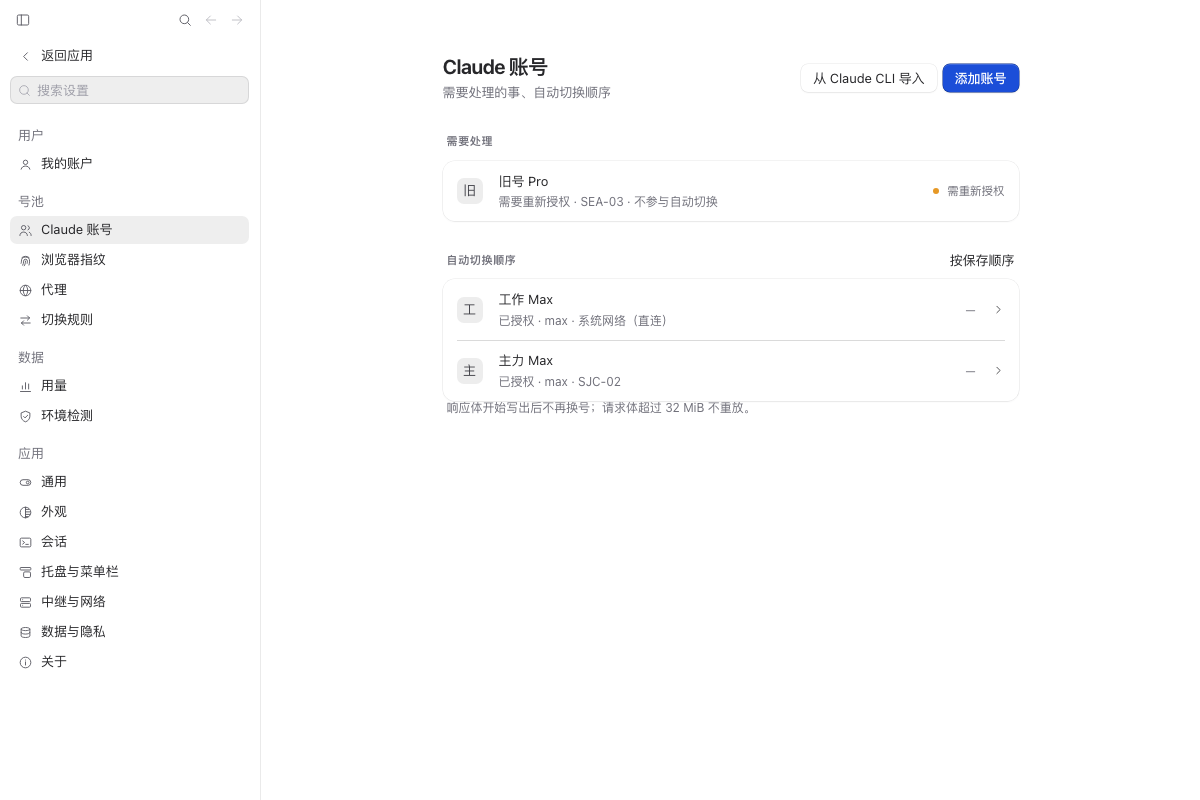 返回应用
搜索设置
用户
我的账户
号池
Claude 账号
浏览器指纹
代理
切换规则
数据
用量
环境检测
应用
通用
外观
会话
托盘与菜单栏
中继与网络
数据与隐私
关于
Claude 账号
需要处理的事、自动切换顺序
从 Claude CLI 导入
添加账号
需要处理
旧
旧号 Pro
需要重新授权 · SEA-03 · 不参与自动切换
需重新授权
自动切换顺序
按保存顺序
工
工作 Max
已授权 · max · 系统网络（直连）
—
主
主力 Max
已授权 · max · SJC-02
—
响应体开始写出后不再换号；请求体超过 32 MiB 不重放。